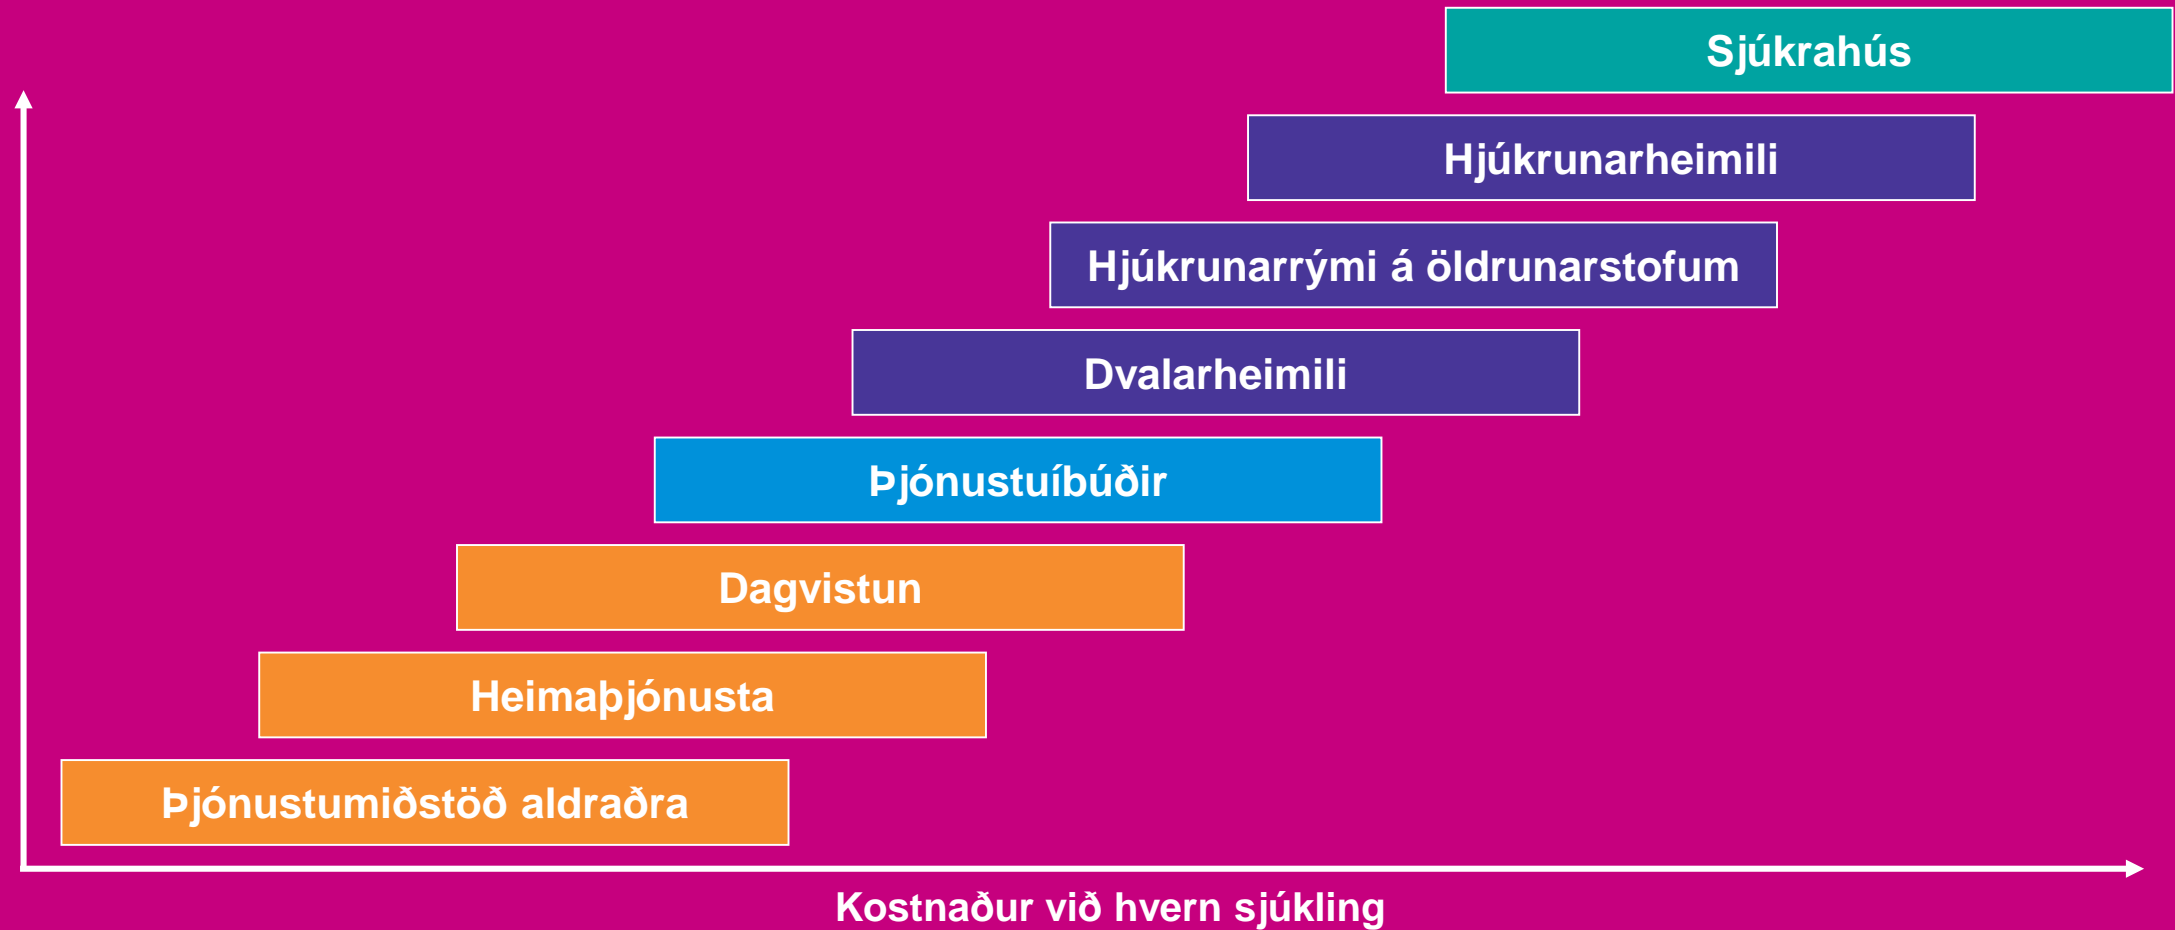 Sjúkrahús
Hjúkrunarheimili
Hjúkrunarrými á öldrunarstofum
Dvalarheimili
Þjónustuíbúðir
Dagvistun
Heimaþjónusta
Þjónustumiðstöð aldraðra
Kostnaður við hvern sjúkling